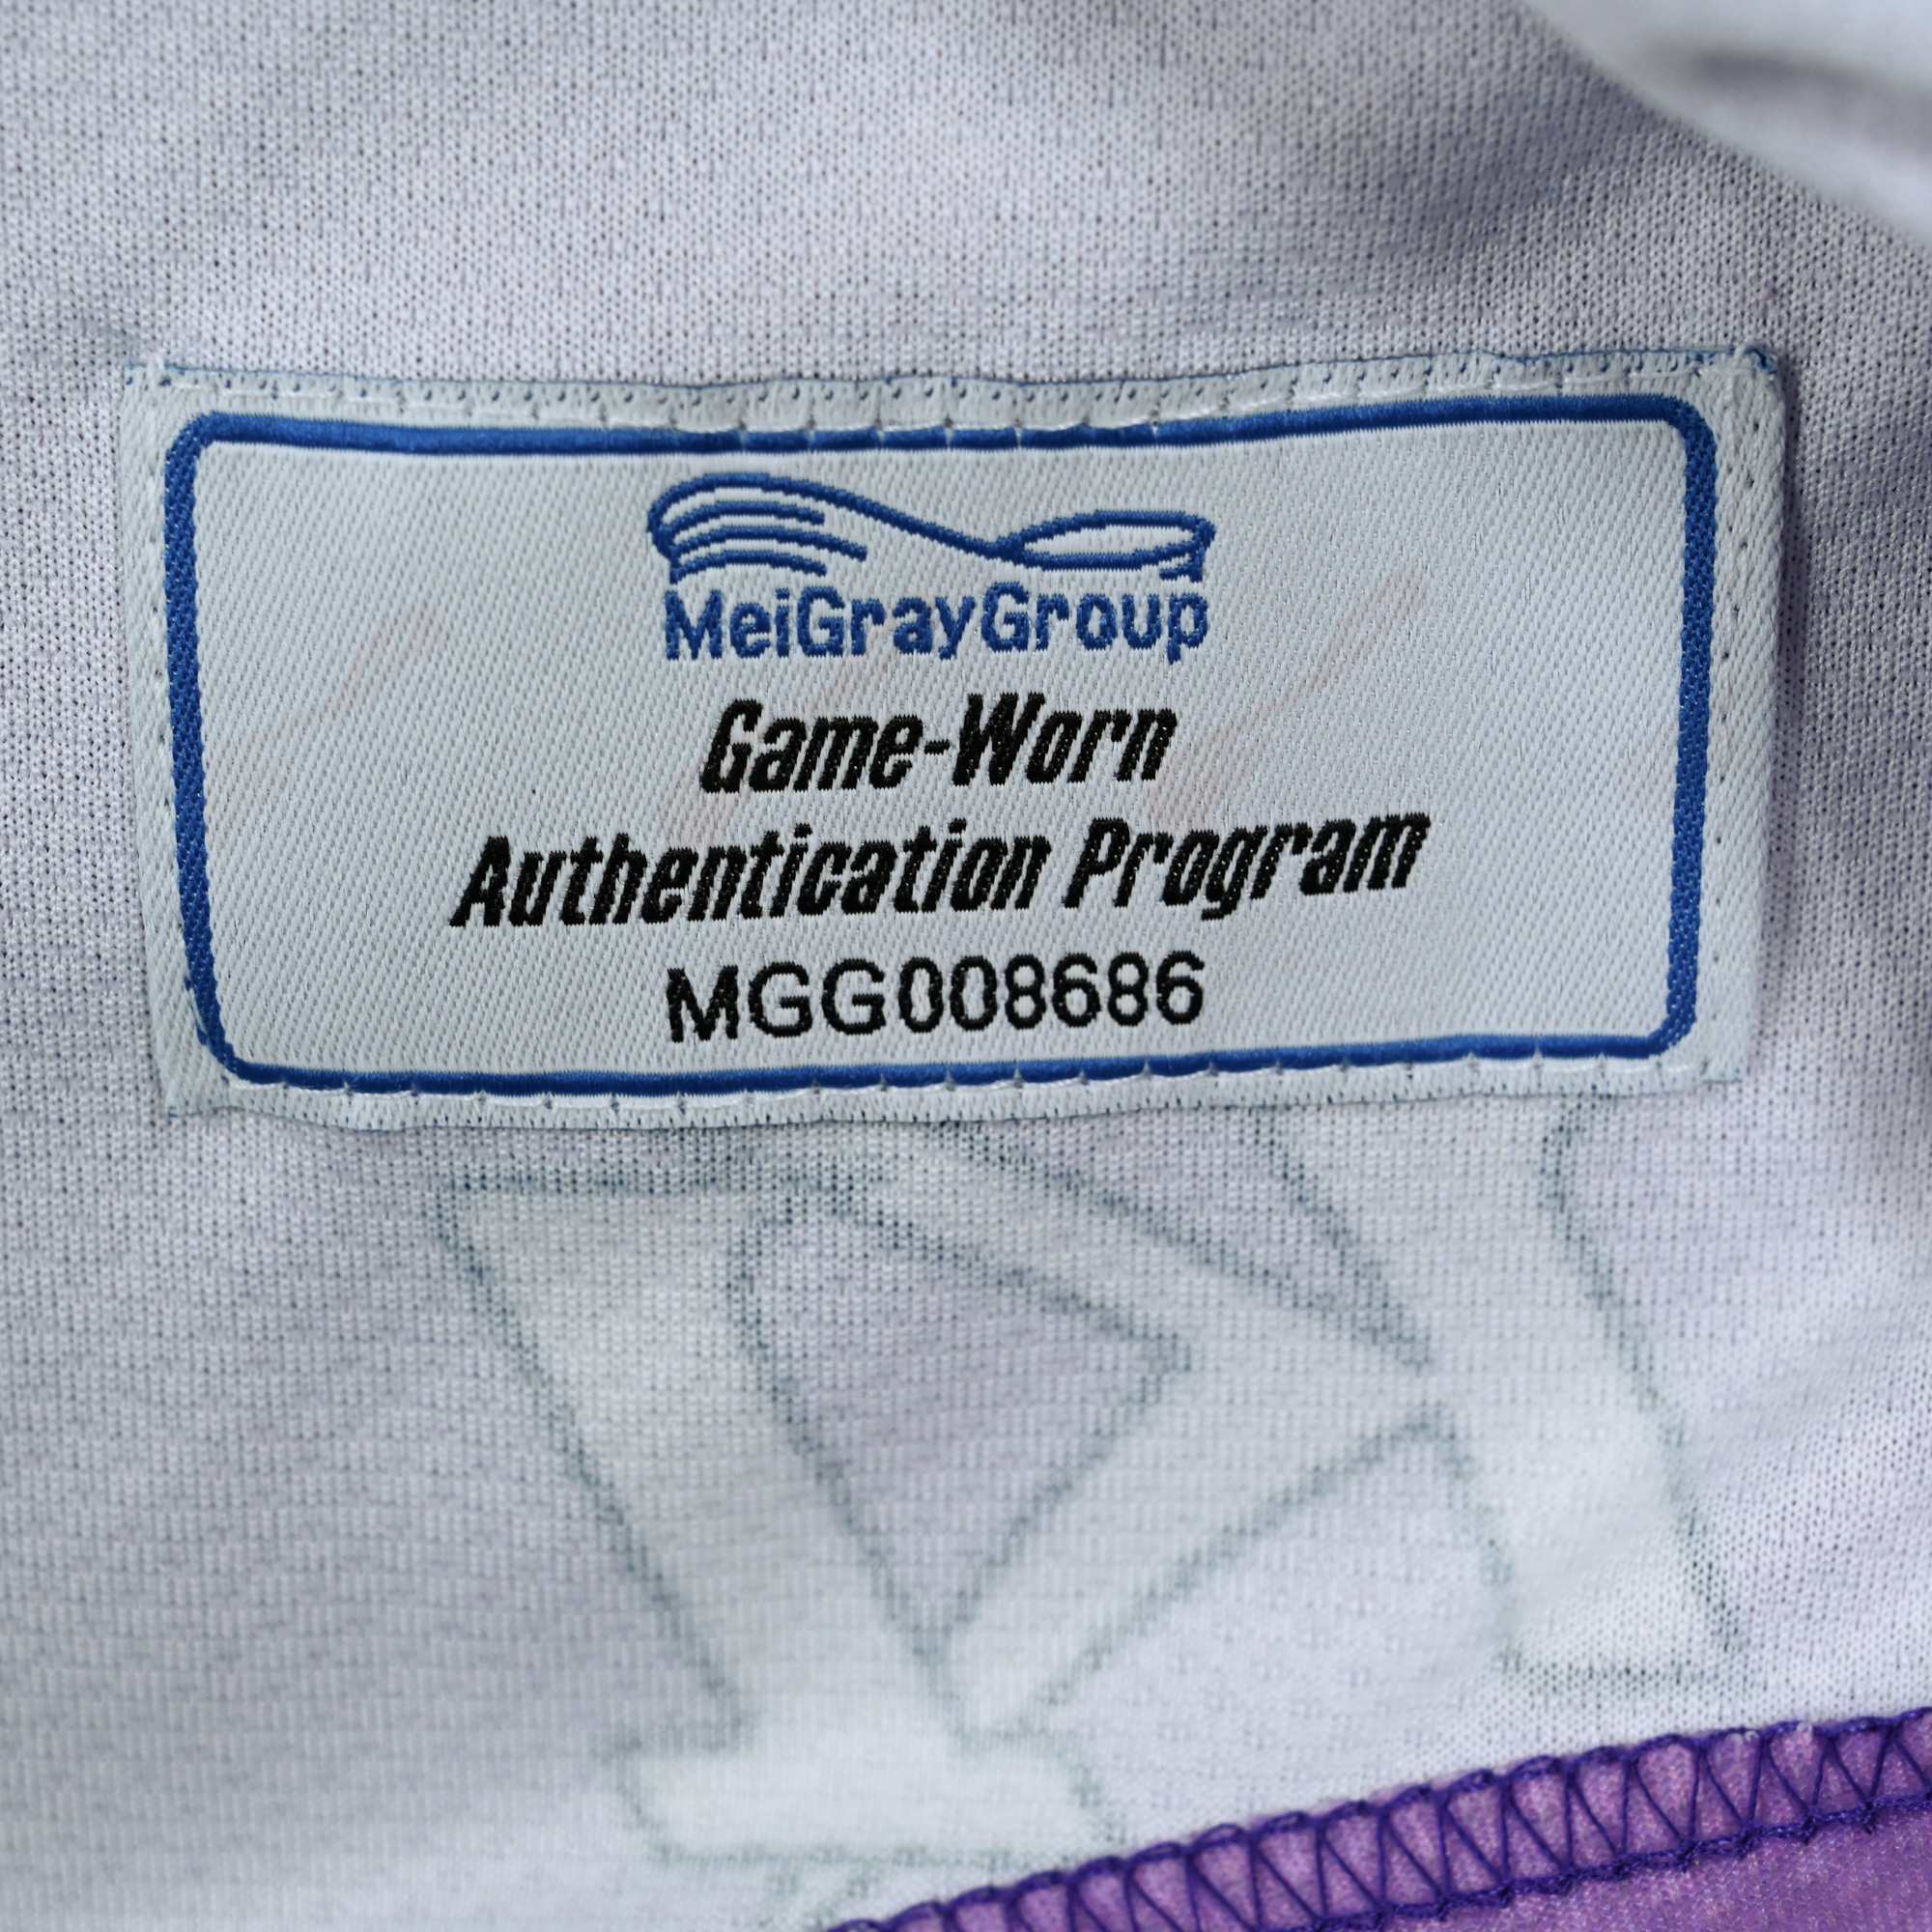 MeiGrayGroup
Game-Worn
Authentication Program
MGG008686